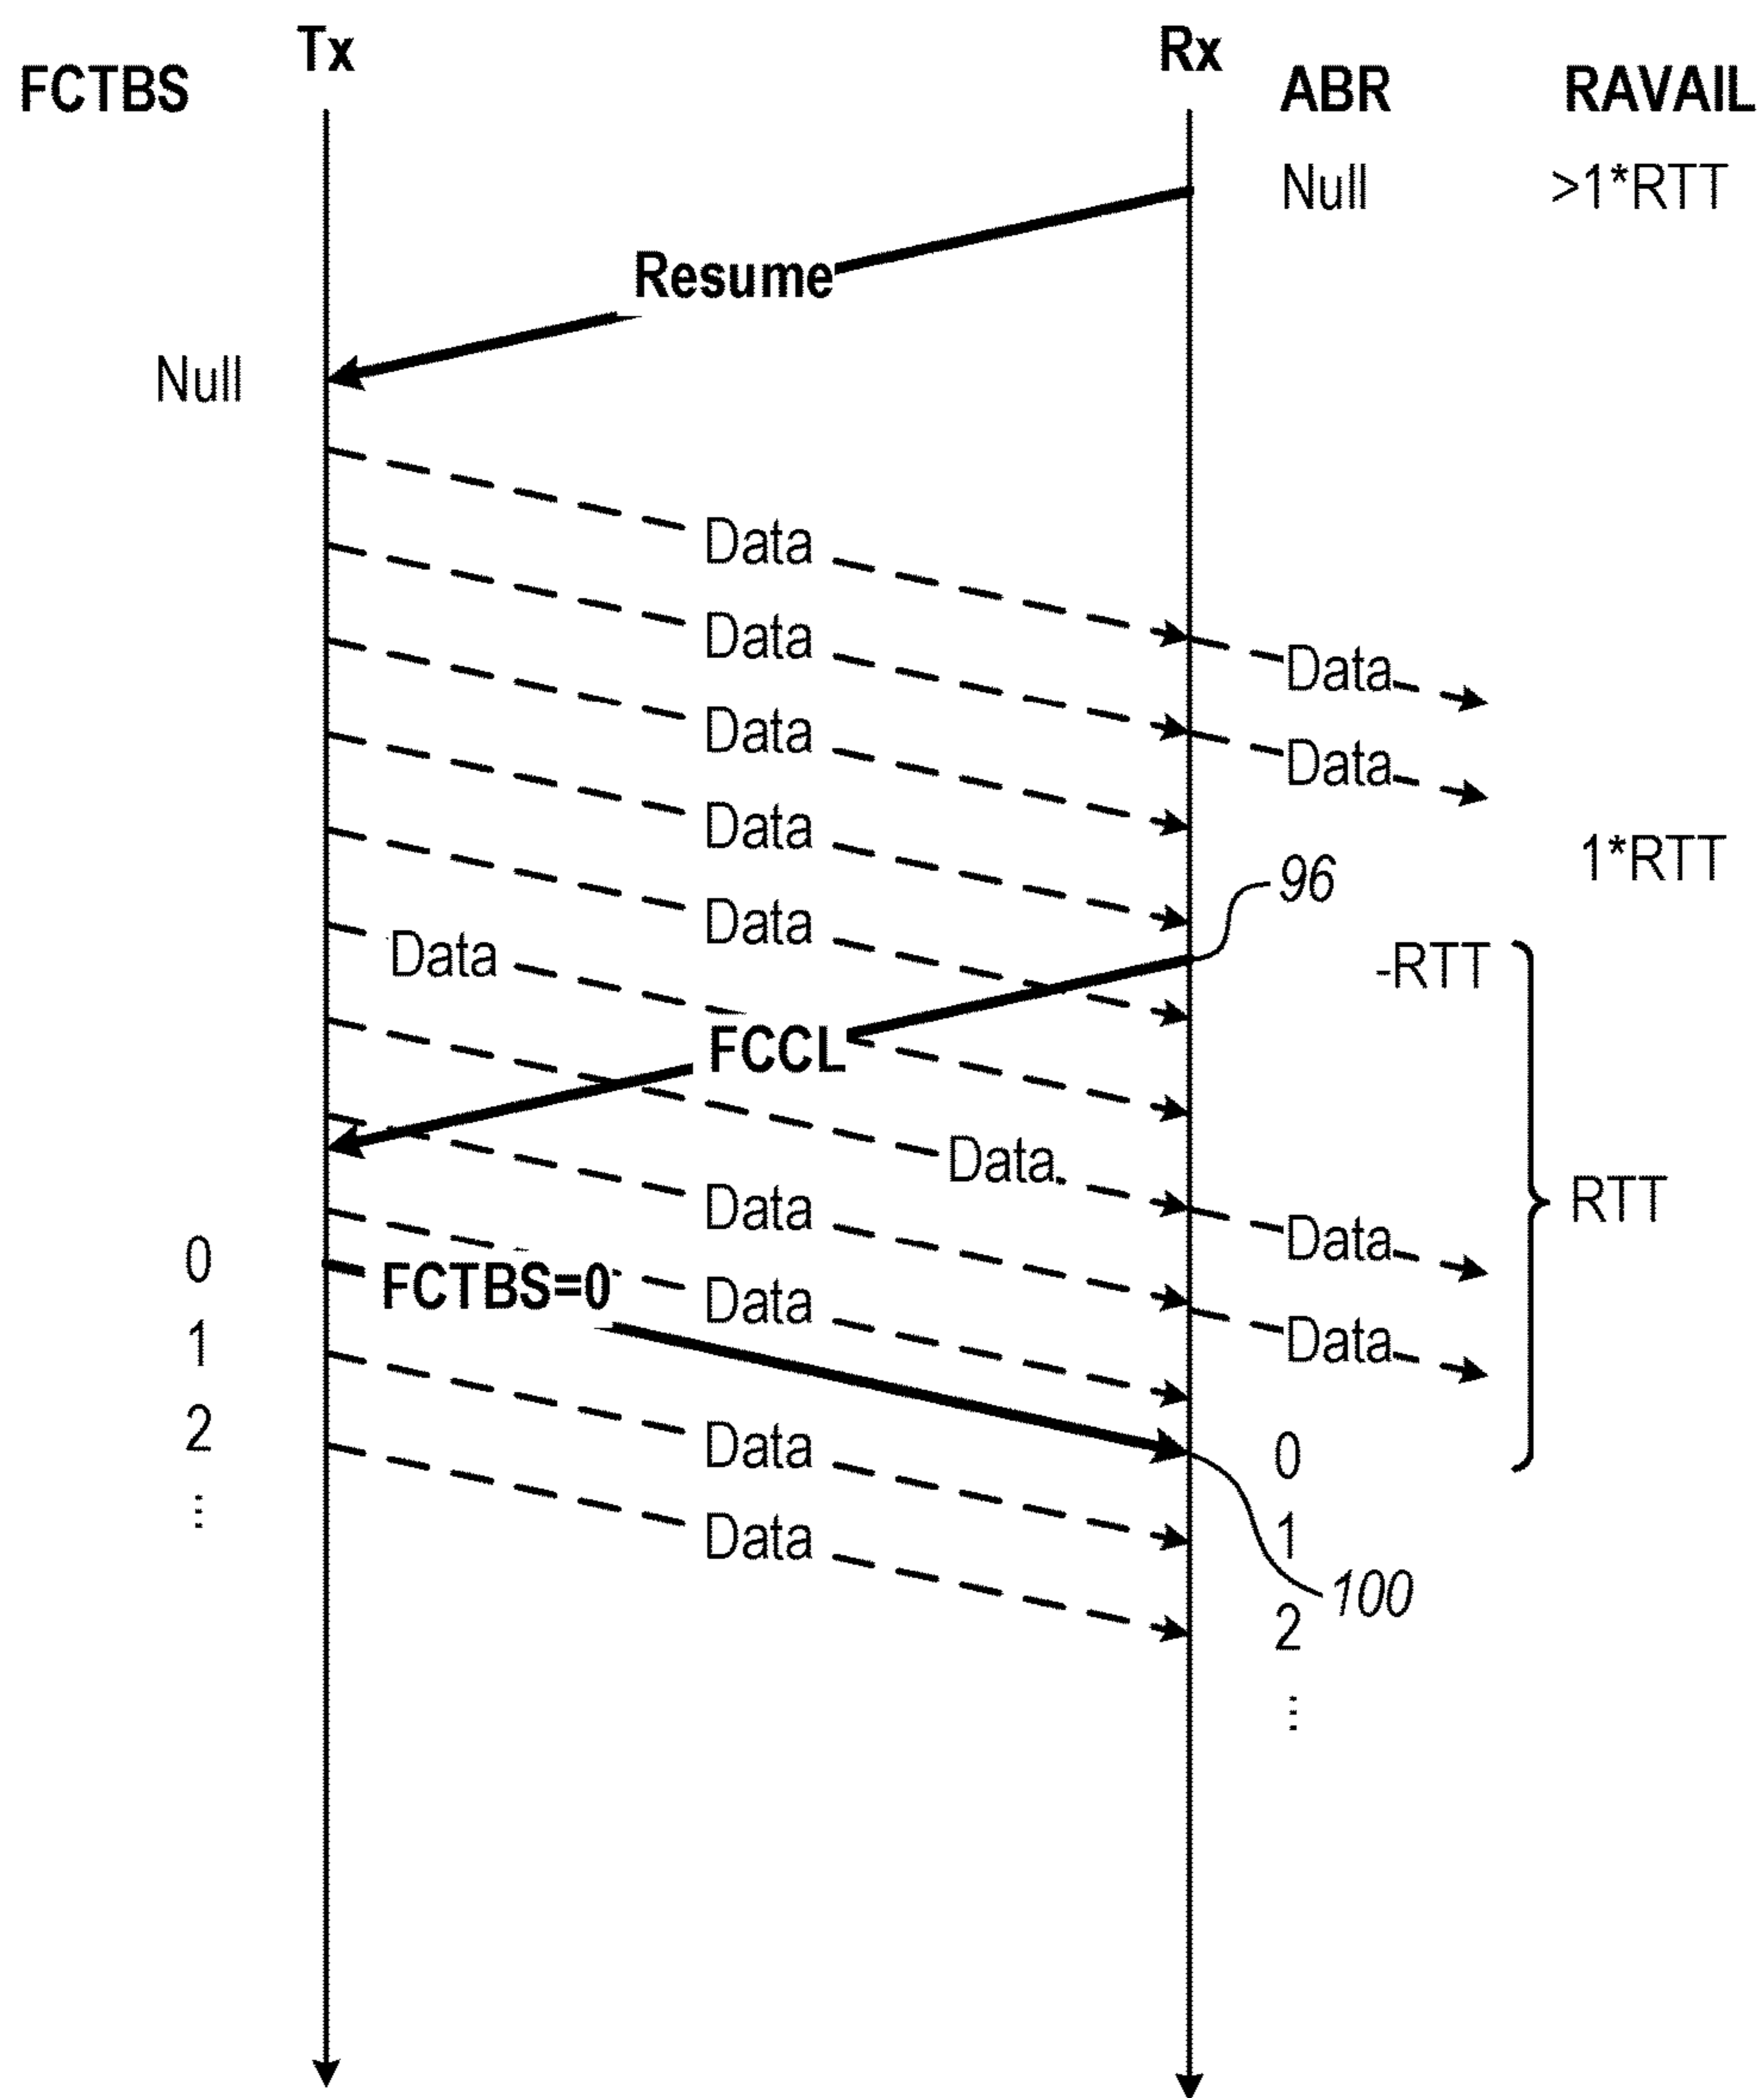 FCTBS Tx Rx ABR RAVAIL
Null >1*RTT
Resume
Null
Data
Data
Data
Data
Data
Data
1*RTT
Data
96
Data
Data -RTT
FCCL
Data
Data
RTT
Data
0
FCTBS=0
Data
Data
1
2
Data
0
...
Data
1
100
2
...